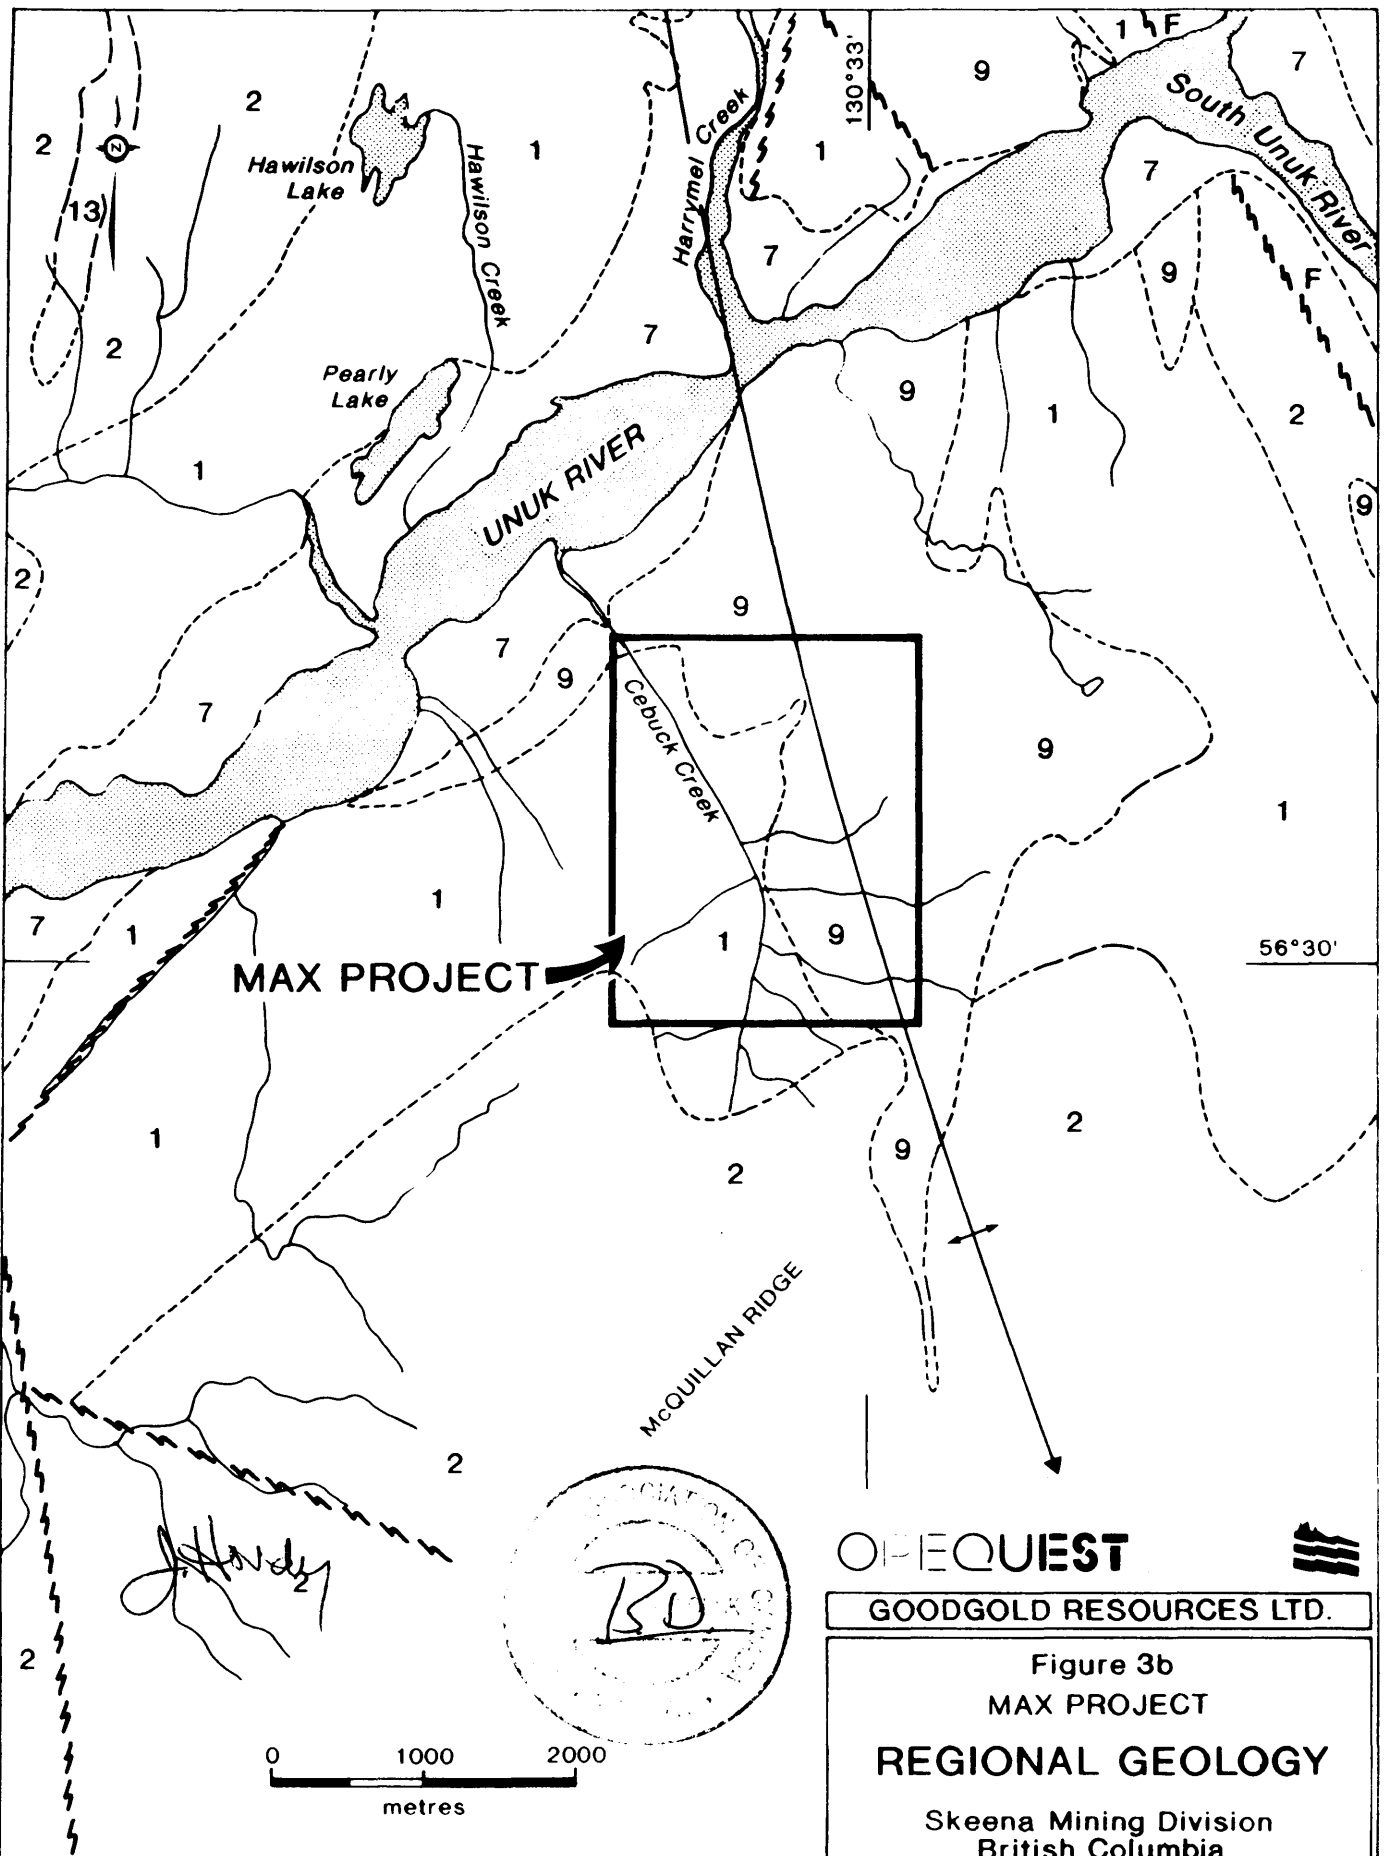 1
F
9
7
130°33'
South Unuk River
2
2
Hawilson
Lake
Hawilson Creek
1
Harrymel Creek
1
7
N
13
7
9
F
2
7
Pearly
Lake
9
1
2
1
UNUK RIVER
9
2
9
7
9
7
Cebuck Creek
9
1
1
7
1
1
9
56°30'
MAX PROJECT
1
2
9
2
McQUILLAN RIDGE
2
2
2
BD
OREQUEST
GOODGOLD RESOURCES LTD.
Figure 3b
MAX PROJECT
REGIONAL GEOLOGY
Skeena Mining Division
British Columbia
0 1000 2000
metres